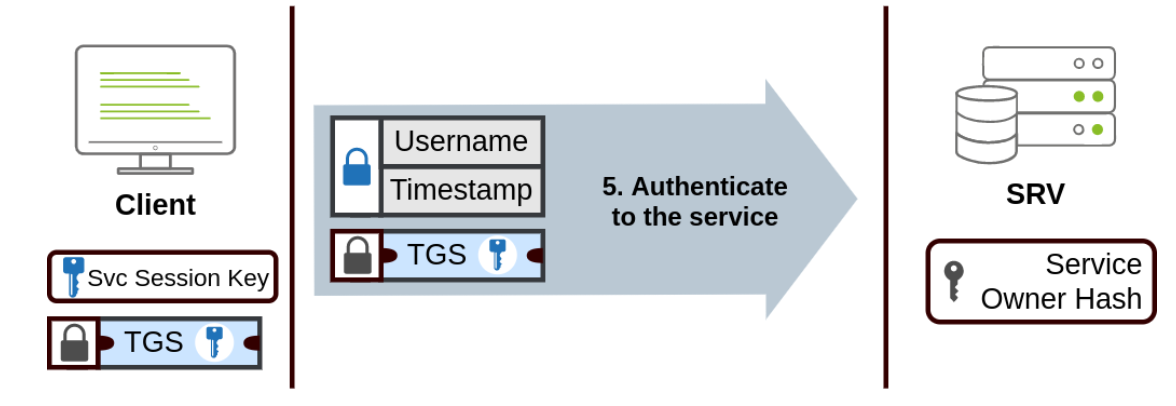 Client
Svc Session Key
TGS
Username
Timestamp
TGS
5. Authenticate
to the service
SRV
Service
Owner Hash